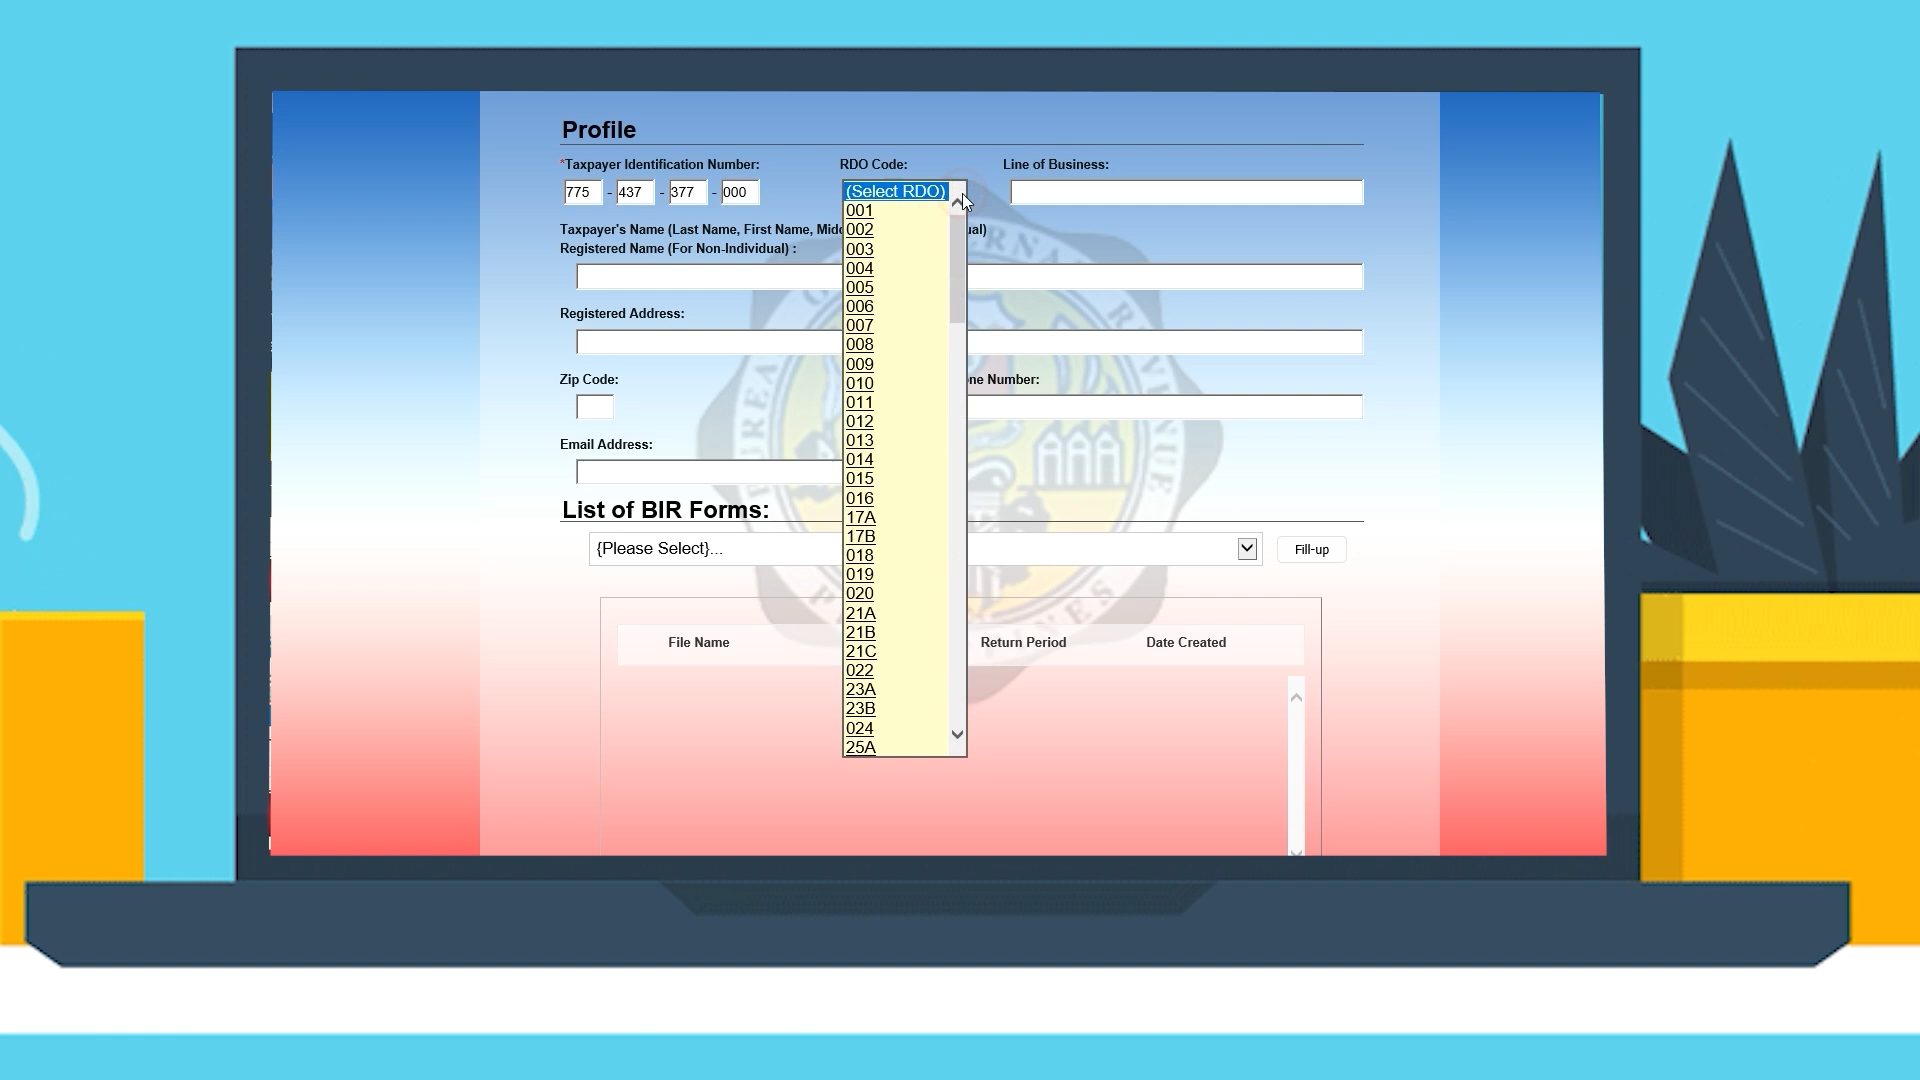 Profile
*Taxpayer Identification Number:
RDO Code:
Line of Business:
775 - 437 - 377 - 000
(Select RDO)
001
002
003
004
005
006
007
008
009
010
011
012
013
014
015
016
17A
17B
018
019
020
21A
21B
21C
022
23A
23B
024
25A
Taxpayer's Name (Last Name, First Name,
Registered Name (For Non-Individual) :
Registered Address:
Zip Code:
Number:
Email Address:
List of BIR Forms:
{Please Select}...
Fill-up
File Name
Return Period
Date Created